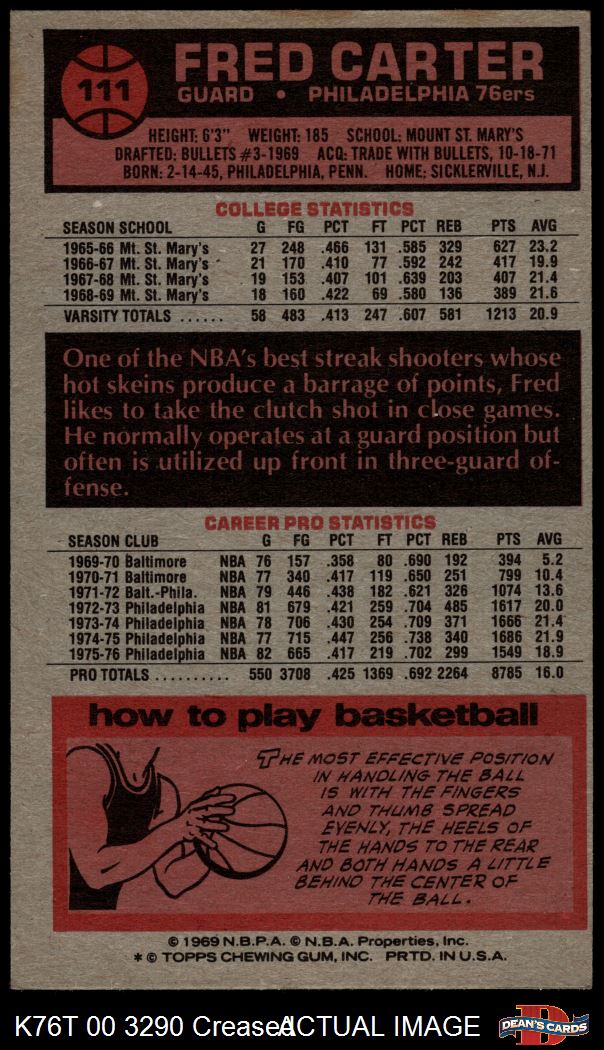 111
FRED CARTER
GUARD • PHILADELPHIA 76ers
HEIGHT: 6'3" WEIGHT: 185 SCHOOL: MOUNT ST. MARY'S
DRAFTED: BULLETS #3-1969 ACQ: TRADE WITH BULLETS, 10-18-71
BORN: 2-14-45, PHILADELPHIA, PENN. HOME: SICKLERVILLE, N.J.
COLLEGE STATISTICS
SEASON SCHOOL G FG PCT FT PCT REB PTS AVG
1965-66 Mt. St. Mary's 27 248 .466 131 .585 329 627 23.2
1966-67 Mt. St. Mary's 21 170 .410 77 .592 242 417 19.9
1967-68 Mt. St. Mary's 19 153 .407 101 .639 203 407 21.4
1968-69 Mt. St. Mary's 18 160 .422 69 .580 136 389 21.6
VARSITY TOTALS ...... 58 483 .413 247 .607 581 1213 20.9
One of the NBA's best streak shooters whose
hot skeins produce a barrage of points, Fred
likes to take the clutch shot in close games.
He normally operates at a guard position but
often is utilized up front in three-guard of-
fense.
CAREER PRO STATISTICS
SEASON CLUB G FG PCT FT PCT REB PTS AVG
1969-70 Baltimore NBA 76 157 .358 80 .690 192 394 5.2
1970-71 Baltimore NBA 77 340 .417 119 .650 251 799 10.4
1971-72 Balt.-Phila. NBA 79 446 .438 182 .621 326 1074 13.6
1972-73 Philadelphia NBA 81 679 .421 259 .704 485 1617 20.0
1973-74 Philadelphia NBA 78 706 .430 254 .709 371 1666 21.4
1974-75 Philadelphia NBA 77 715 .447 256 .738 340 1686 21.9
1975-76 Philadelphia NBA 82 665 .417 219 .702 299 1549 18.9
PRO TOTALS .......... 550 3708 .425 1369 .692 2264 8785 16.0
how to play basketball
THE MOST EFFECTIVE POSITION
IN HANDLING THE BALL
IS WITH THE FINGERS
AND THUMB SPREAD
EVENLY, THE HEELS OF
THE HANDS TO THE REAR
AND BOTH HANDS A LITTLE
BEHIND THE CENTER OF
THE BALL.
© 1969 N.B.P.A. © N.B.A. Properties, Inc.
* © TOPPS CHEWING GUM, INC. PRTD. IN U.S.A.
K76T 00 3290 Creased ACTUAL IMAGE
D
DEAN'S CARDS